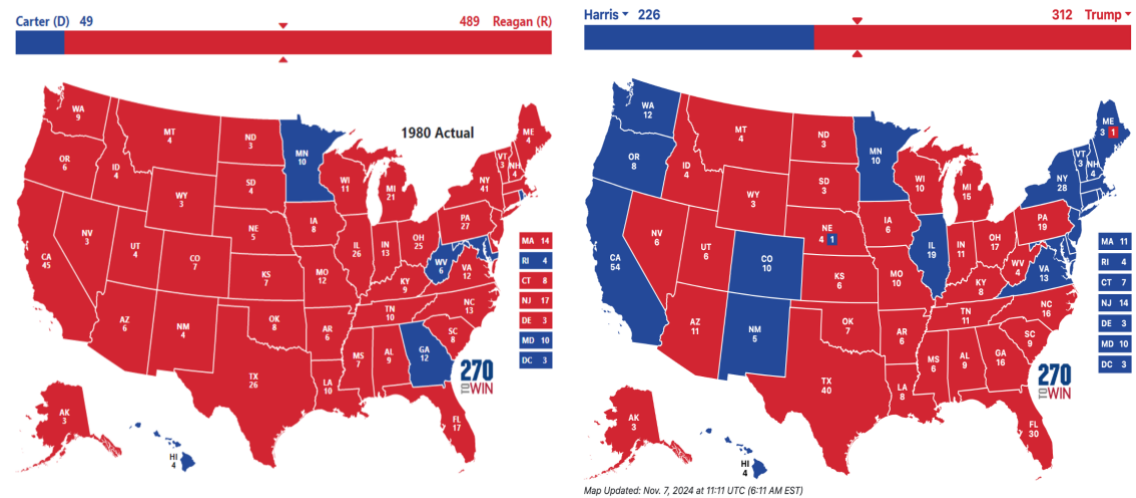 Carter (D) 49
489 Reagan (R)
1980 Actual
WA
9
OR
6
CA
45
NV
3
ID
4
MT
4
WY
3
UT
4
AZ
6
CO
7
NM
4
ND
3
SD
4
NE
5
KS
7
OK
8
TX
26
MN
10
IA
8
MO
12
AR
6
LA
10
WI
11
IL
26
MI
21
IN
13
OH
25
KY
9
TN
10
MS
7
AL
9
GA
12
FL
17
SC
8
NC
13
VA
12
WV
6
PA
27
NY
41
VT
3
NH
4
ME
4
MA 14
RI 4
CT 8
NJ 17
DE 3
MD 10
DC 3
AK
3
HI
4
270
TO WIN
Harris 226
312 Trump
WA
12
OR
8
CA
54
NV
6
ID
4
MT
4
WY
3
UT
6
AZ
11
CO
10
NM
5
ND
3
SD
3
NE
4 1
KS
6
OK
7
TX
40
MN
10
IA
6
MO
10
AR
6
LA
8
WI
10
IL
19
MI
15
IN
11
OH
17
KY
8
TN
11
MS
6
AL
9
GA
16
FL
30
SC
9
NC
16
VA
13
WV
4
PA
19
NY
28
VT
3
NH
4
ME
3 1
MA 11
RI 4
CT 7
NJ 14
DE 3
MD 10
DC 3
AK
3
HI
4
270
TO WIN
Map Updated: Nov. 7, 2024 at 11:11 UTC (6:11 AM EST)